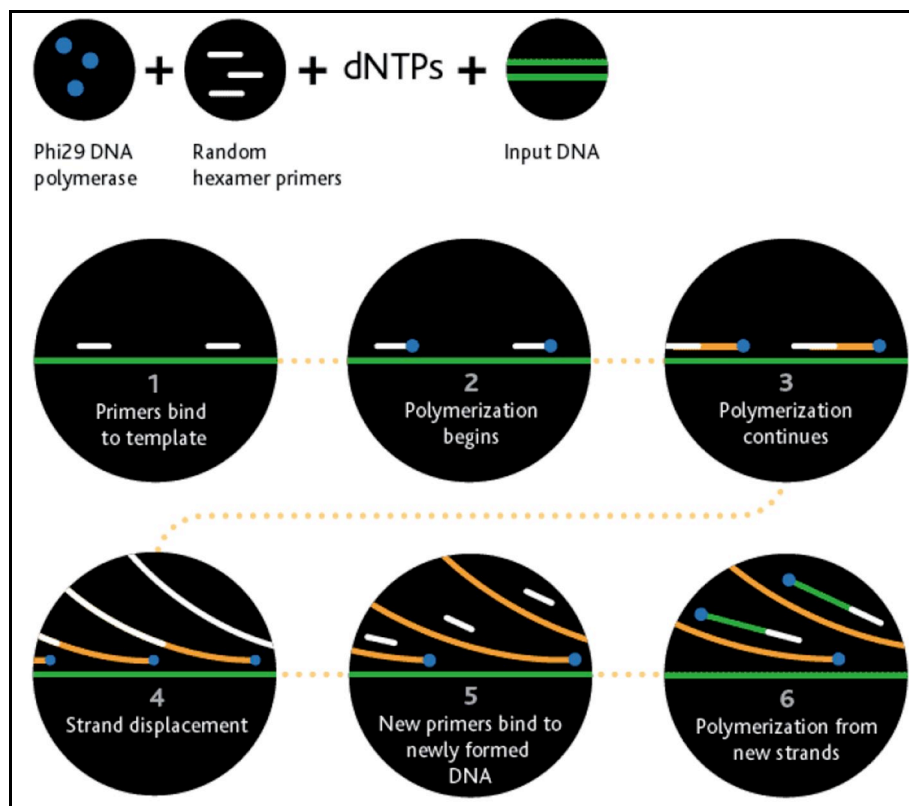 + + dNTPs +
Phi29 DNA
polymerase
Random
hexamer primers
Input DNA
1
Primers bind
to template
2
Polymerization
begins
3
Polymerization
continues
4
Strand displacement
5
New primers bind to
newly formed
DNA
6
Polymerization from
new strands